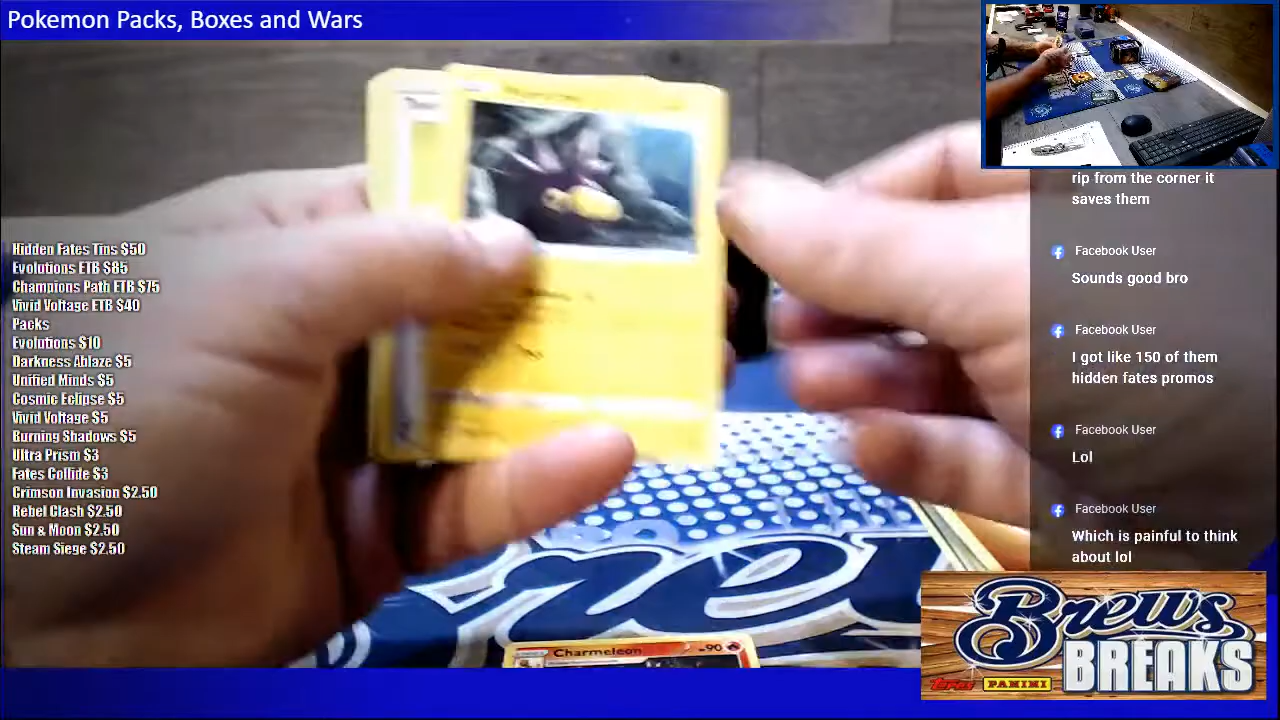 Pokemon Packs, Boxes and Wars
rip from the corner it
saves them
Hidden Fates Tins $50
Evolutions ETB $85
Champions Path ETB $75
Vivid Voltage ETB $40
Packs
Evolutions $10
Darkness Ablaze $5
Unified Minds $5
Cosmic Eclipse $5
Vivid Voltage $5
Burning Shadows $5
Ultra Prism $3
Fates Collide $3
Crimson Invasion $2.50
Rebel Clash $2.50
Sun & Moon $2.50
Steam Siege $2.50
Facebook User
Sounds good bro
Facebook User
I got like 150 of them
hidden fates promos
Facebook User
Lol
Facebook User
Which is painful to think
about lol
Charmeleon 90
Brews
BREAKS
Topps PANINI